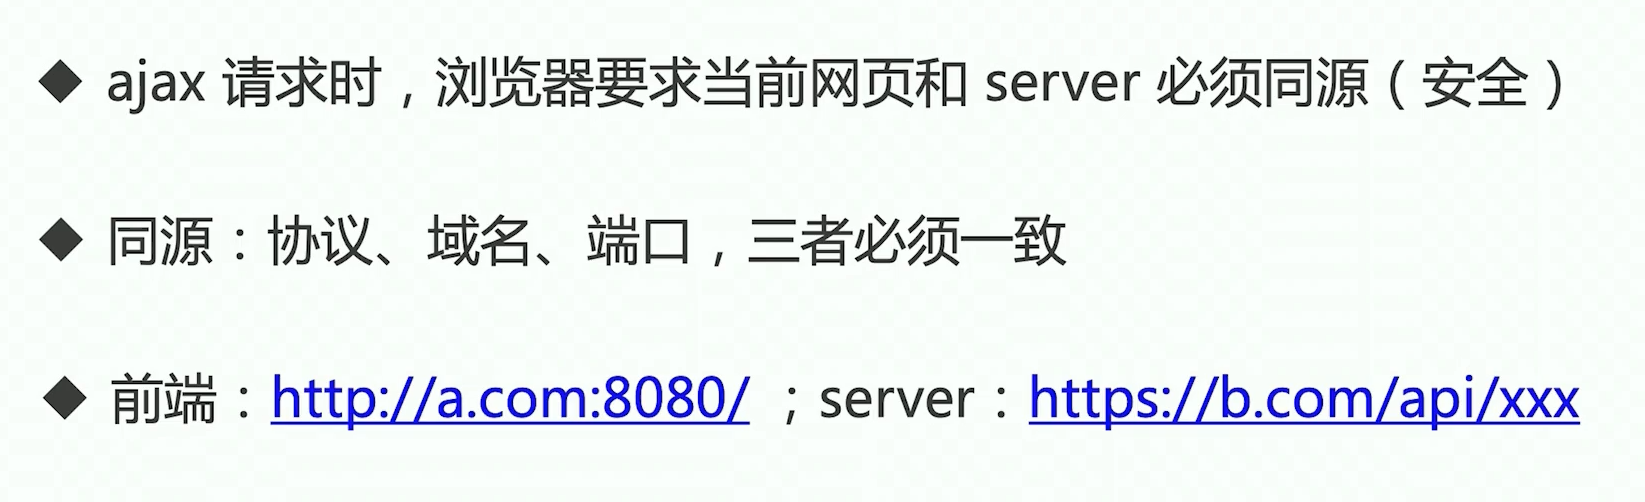 ◆ ajax 请求时，浏览器要求当前网页和 server 必须同源（安全）
◆ 同源：协议、域名、端口，三者必须一致
◆ 前端：http://a.com:8080/ ；server：https://b.com/api/xxx